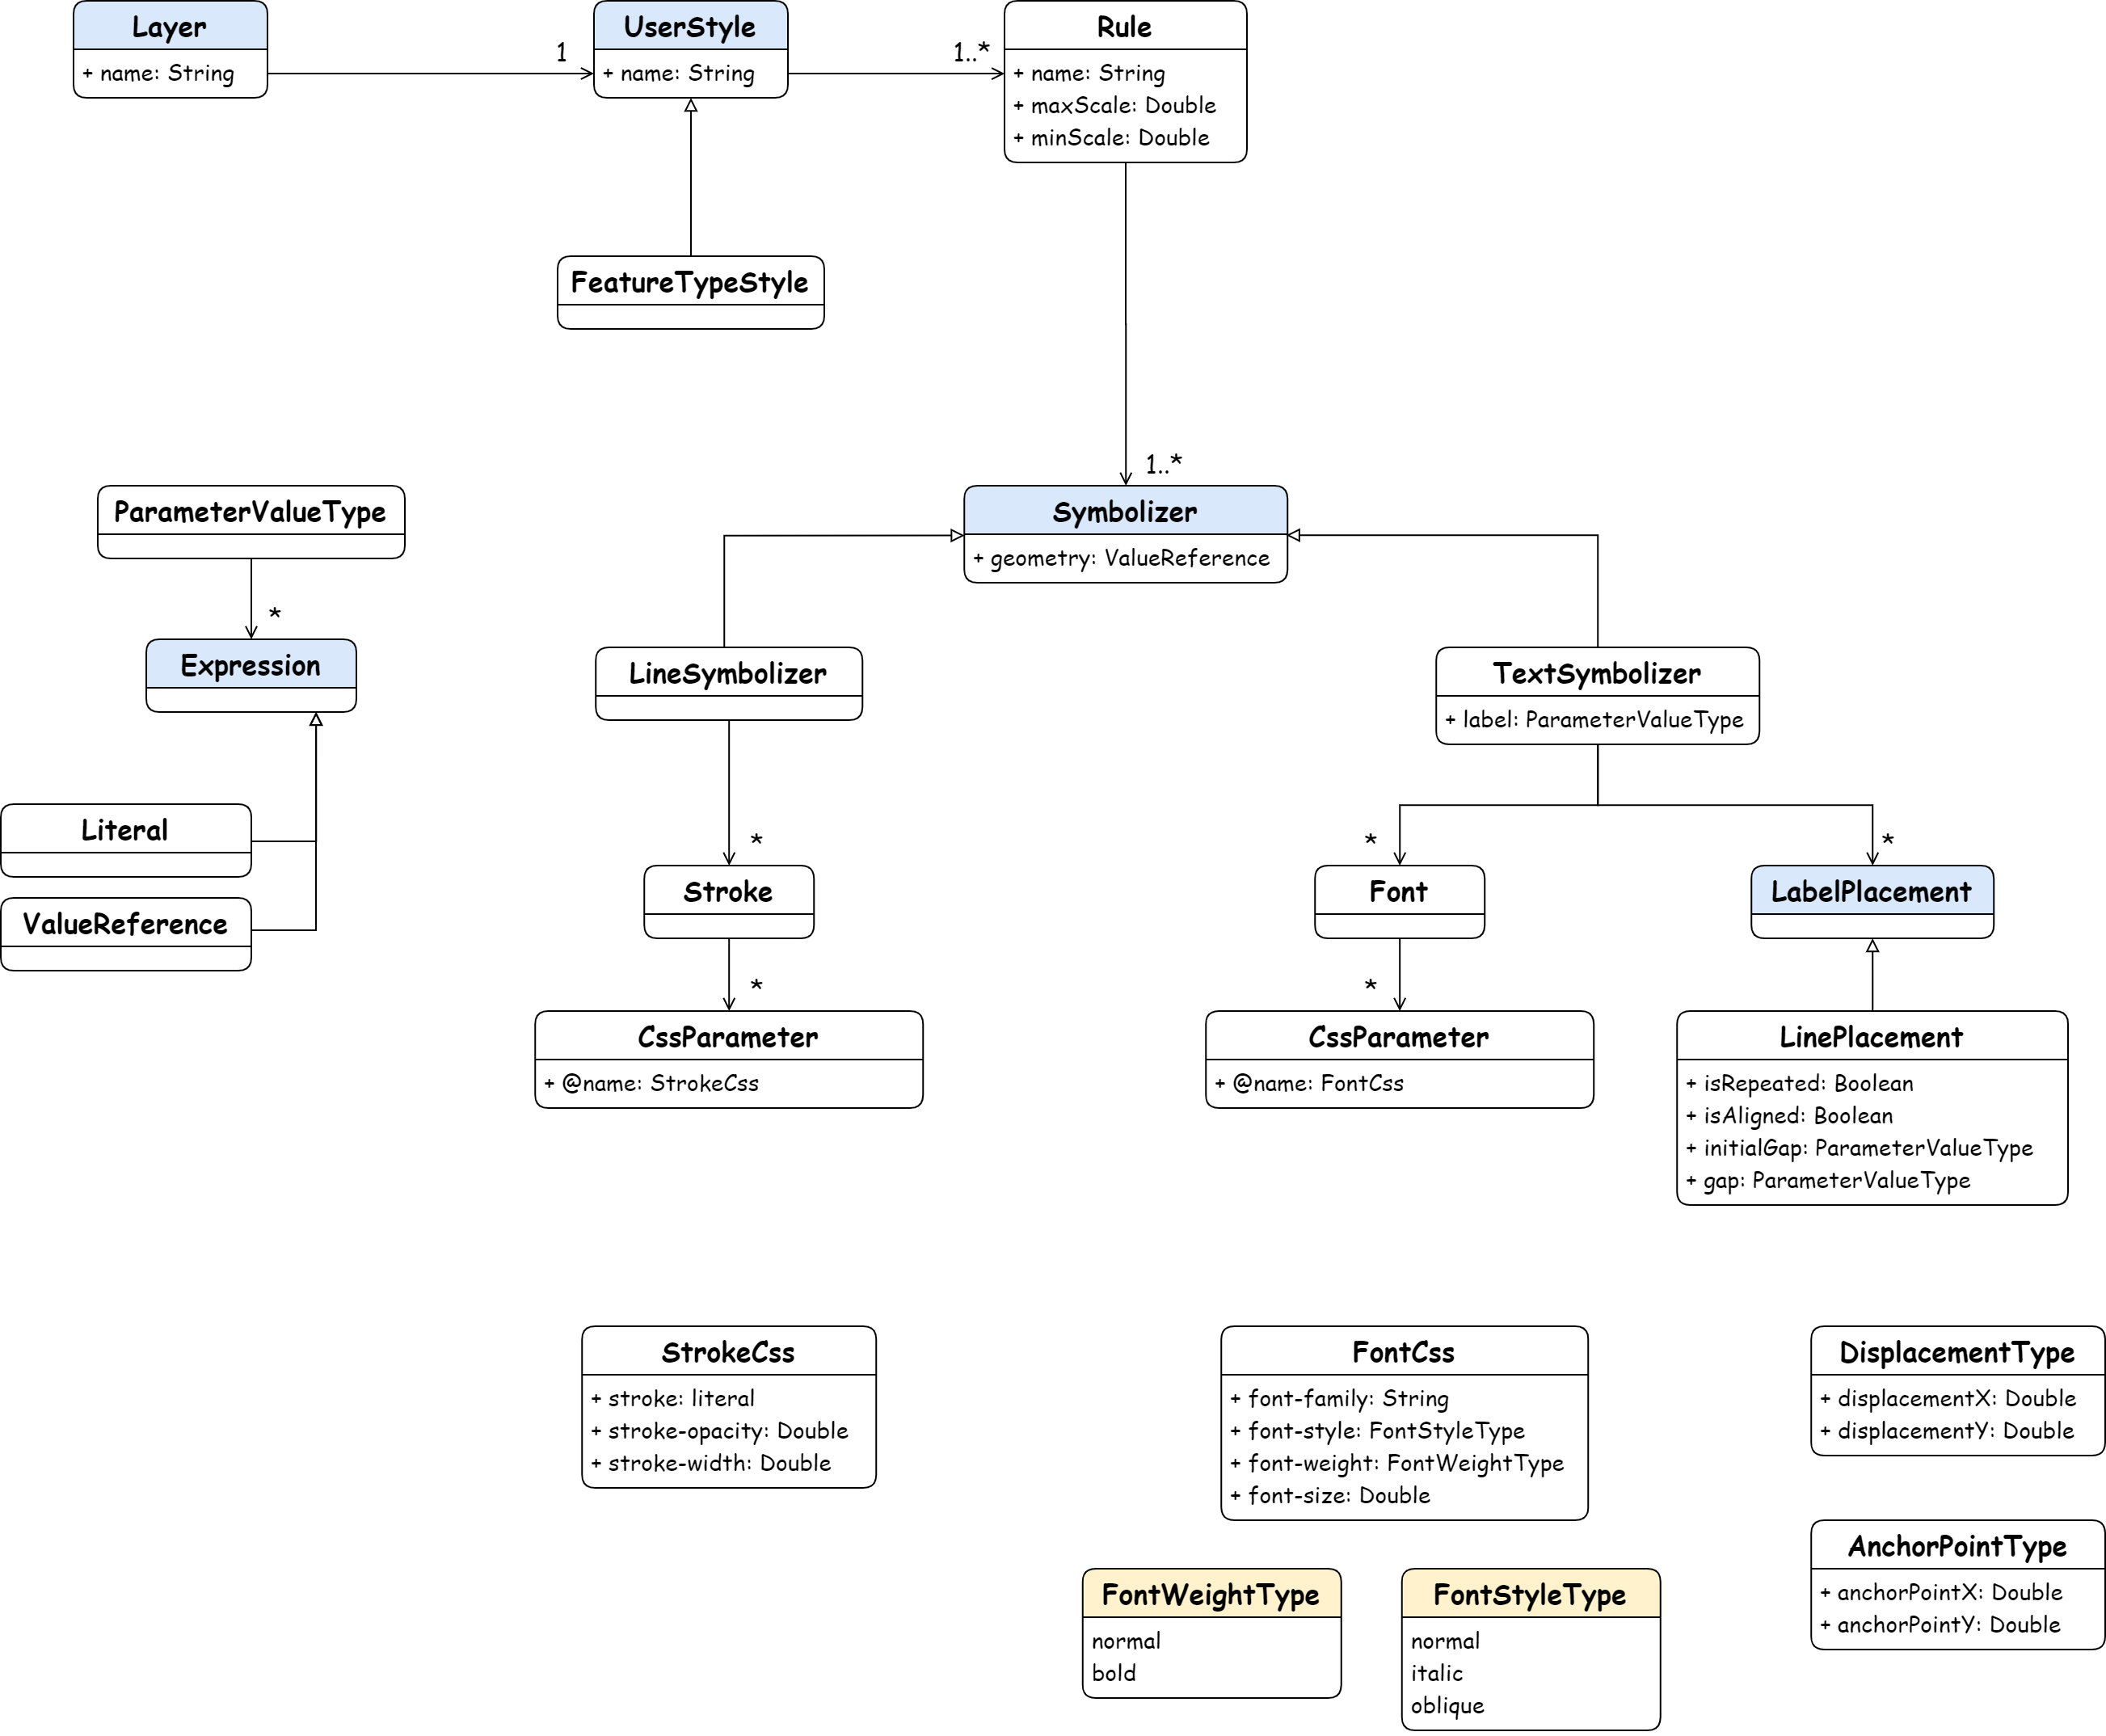 Layer
+ name: String
1
UserStyle
+ name: String
1..*
Rule
+ name: String
+ maxScale: Double
+ minScale: Double
FeatureTypeStyle
1..*
ParameterValueType
*
Expression
Literal
ValueReference
Symbolizer
+ geometry: ValueReference
LineSymbolizer
*
Stroke
*
CssParameter
+ @name: StrokeCss
TextSymbolizer
+ label: ParameterValueType
*
*
Font
*
CssParameter
+ @name: FontCss
LabelPlacement
LinePlacement
+ isRepeated: Boolean
+ isAligned: Boolean
+ initialGap: ParameterValueType
+ gap: ParameterValueType
StrokeCss
+ stroke: literal
+ stroke-opacity: Double
+ stroke-width: Double
FontCss
+ font-family: String
+ font-style: FontStyleType
+ font-weight: FontWeightType
+ font-size: Double
DisplacementType
+ displacementX: Double
+ displacementY: Double
AnchorPointType
+ anchorPointX: Double
+ anchorPointY: Double
FontWeightType
normal
bold
FontStyleType
normal
italic
oblique